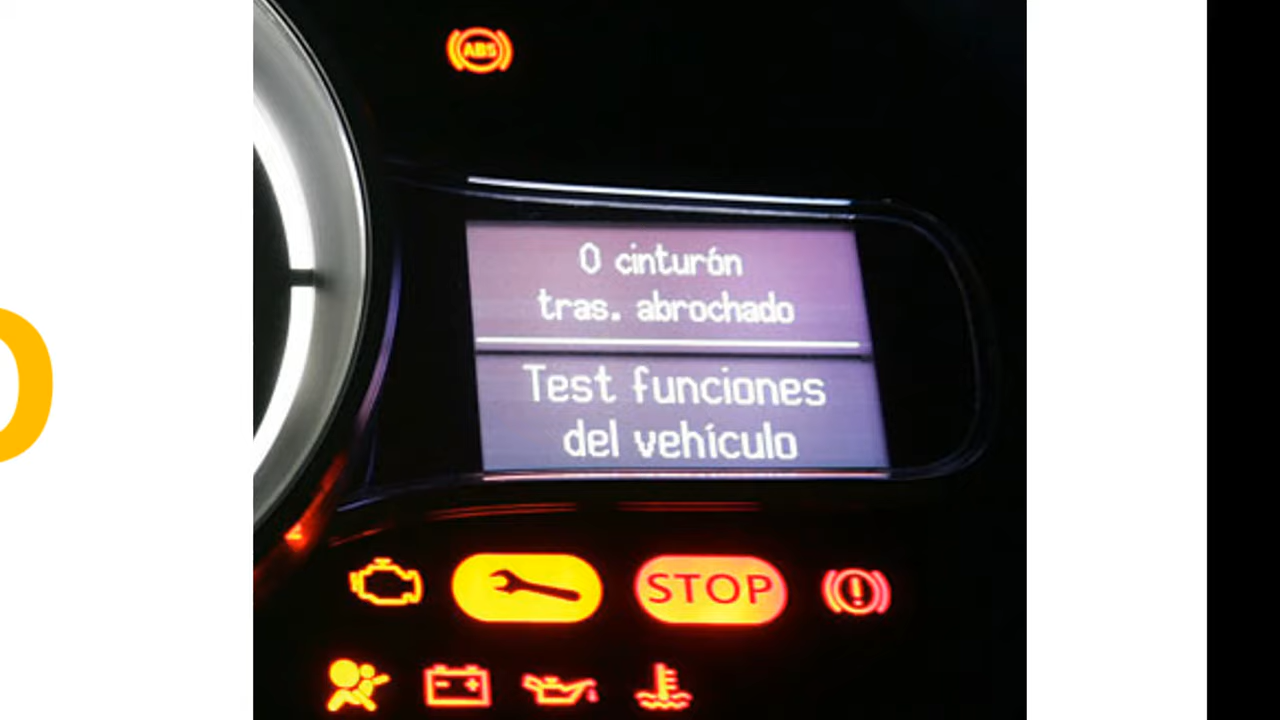 ABS
0 cinturón
tras. abrochado
Test funciones
del vehículo
STOP